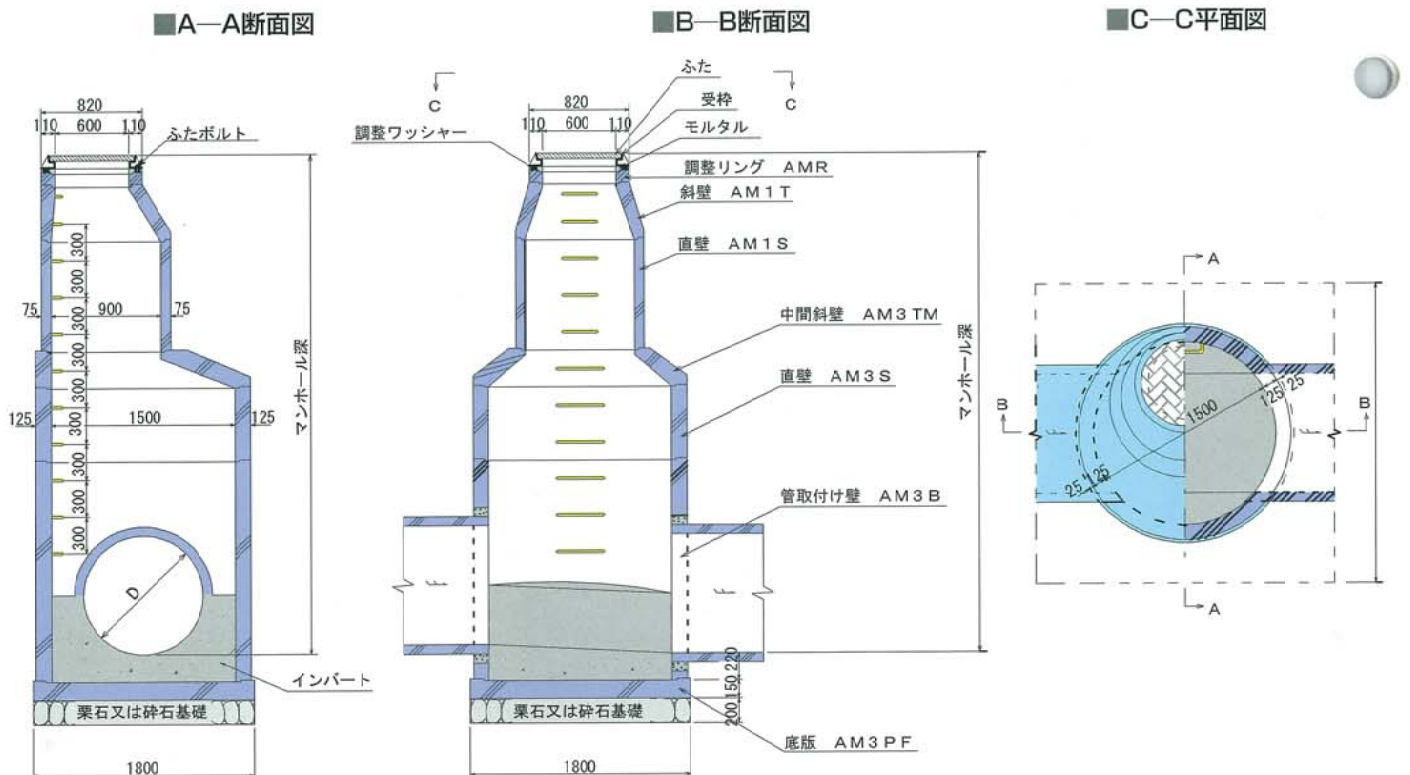 ■A―A断面図
820
110 600 110
ふたボルト
300
300
300
300
300
300
300
300
300
75 900 75
125 1500 125
マンホール深
D
インバート
栗石又は砕石基礎
1800
■B―B断面図
C C
820
110 600 110
調整ワッシャー
ふた
受枠
モルタル
調整リング AMR
斜壁 AM1T
直壁 AM1S
中間斜壁 AM3TM
直壁 AM3S
管取付け壁 AM3B
底版 AM3PF
マンホール深
220
150
200
栗石又は砕石基礎
1800
■C―C平面図
A
B B
125 25
1500
25 125
A